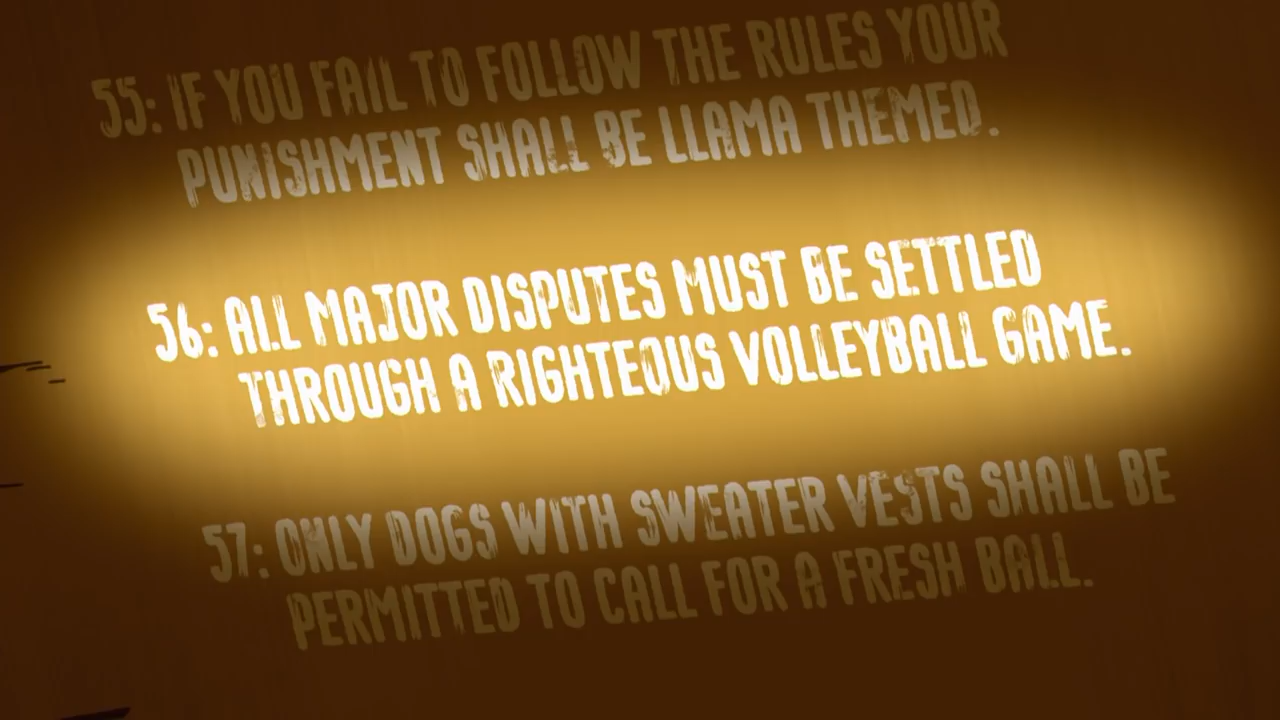 55: IF YOU FAIL TO FOLLOW THE RULES YOUR
PUNISHMENT SHALL BE LLAMA THEMED.
56: ALL MAJOR DISPUTES MUST BE SETTLED
THROUGH A RIGHTEOUS VOLLEYBALL GAME.
57: ONLY DOGS WITH SWEATER VESTS SHALL BE
PERMITTED TO CALL FOR A FRESH BALL.